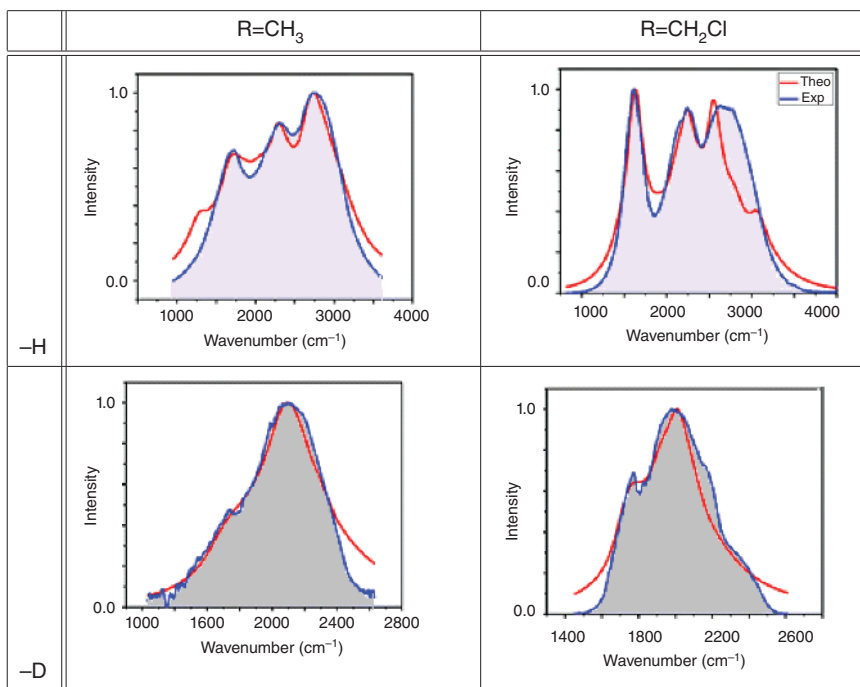 R=CH₃
R=CH₂Cl
–H
Intensity
1.0
0.0
1000 2000 3000 4000
Wavenumber (cm⁻¹)
Theo
Exp
Intensity
1.0
0.0
1000 2000 3000 4000
Wavenumber (cm⁻¹)
–D
Intensity
1.0
0.0
1000 1600 2000 2400 2800
Wavenumber (cm⁻¹)
Intensity
1.0
0.0
1400 1800 2200 2600
Wavenumber (cm⁻¹)